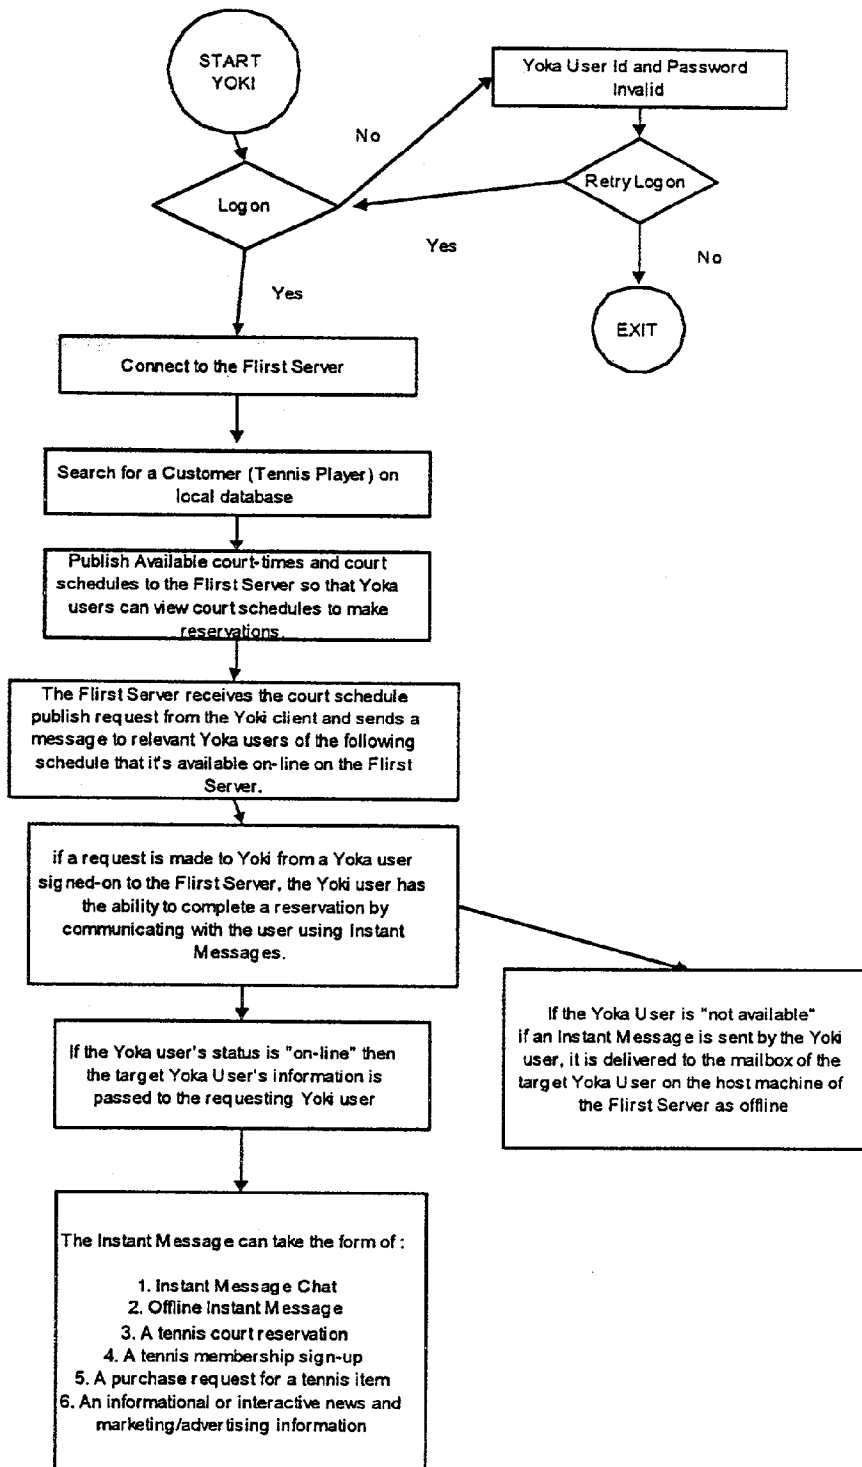 START
YOKI
Yoka User Id and Password
Invalid
No
Retry Logon
Logon
Yes
No
Yes
EXIT
Connect to the Flirst Server
Search for a Customer (Tennis Player) on
local database
Publish Available court-times and court
schedules to the Flirst Server so that Yoka
users can view court schedules to make
reservations.
The Flirst Server receives the court schedule
publish request from the Yoki client and sends a
message to relevant Yoka users of the following
schedule that it's available on-line on the Flirst
Server.
if a request is made to Yoki from a Yoka user
signed-on to the Flirst Server, the Yoki user has
the ability to complete a reservation by
communicating with the user using Instant
Messages.
If the Yoka User is "not available"
if an Instant Message is sent by the Yoki
user, it is delivered to the mailbox of the
target Yoka User on the host machine of
the Flirst Server as offline
If the Yoka user's status is "on-line" then
the target Yoka User's information is
passed to the requesting Yoki user
The Instant Message can take the form of :
1. Instant Message Chat
2. Offline Instant Message
3. A tennis court reservation
4. A tennis membership sign-up
5. A purchase request for a tennis item
6. An informational or interactive news and
marketing/advertising information